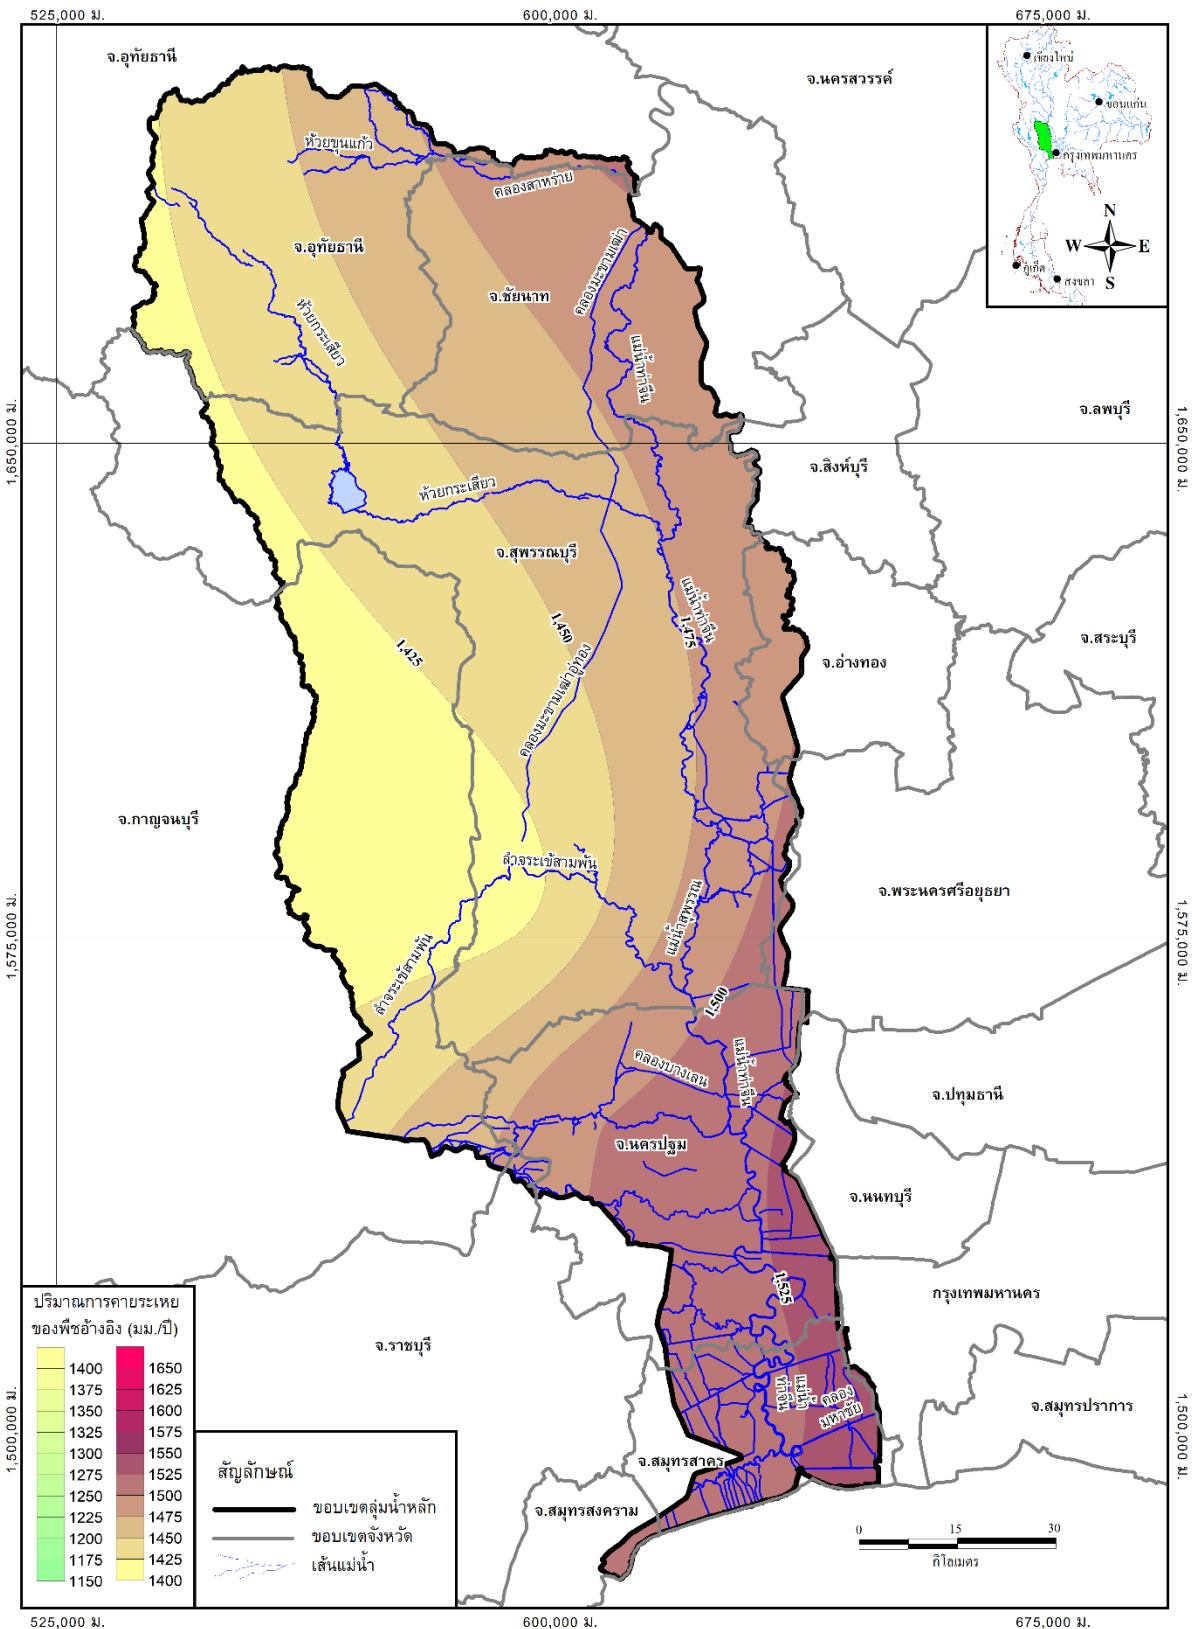 525,000 ม.
600,000 ม.
675,000 ม.
จ.อุทัยธานี
จ.นครสวรรค์
เชียงใหม่
ขอนแก่น
กรุงเทพมหานคร
N
W
E
S
ภูเก็ต
สงขลา
ห้วยขุนแก้ว
คลองสาหร่าย
จ.อุทัยธานี
คลองมะขามเฒ่า
จ.ชัยนาท
ห้วยกระเสียว
แม่น้ำท่าจีน
จ.ลพบุรี
1,650,000 ม.
1,650,000 ม.
จ.สิงห์บุรี
ห้วยกระเสียว
จ.สุพรรณบุรี
แม่น้ำท่าจีน
1,425
1,450
1,475
จ.สระบุรี
จ.อ่างทอง
คลองมะขามเฒ่าอู่ทอง
จ.กาญจนบุรี
ลำจระเข้สามพัน
จ.พระนครศรีอยุธยา
แม่น้ำสุพรรณ
1,575,000 ม.
1,575,000 ม.
ลำจระเข้สามพัน
1,500
คลองบางเลน
แม่น้ำท่าจีน
จ.ปทุมธานี
จ.นครปฐม
จ.นนทบุรี
1,525
กรุงเทพมหานคร
จ.ราชบุรี
แม่น้ำ
ท่าจีน
คลอง
มหาชัย
จ.สมุทรปราการ
1,500,000 ม.
1,500,000 ม.
จ.สมุทรสาคร
จ.สมุทรสงคราม
ปริมาณการคายระเหย
ของพืชอ้างอิง (มม./ปี)
1400 1650
1375 1625
1350 1600
1325 1575
1300 1550
1275 1525
1250 1500
1225 1475
1200 1450
1175 1425
1150 1400
สัญลักษณ์
ขอบเขตลุ่มน้ำหลัก
ขอบเขตจังหวัด
เส้นแม่น้ำ
0 15 30
กิโลเมตร
525,000 ม.
600,000 ม.
675,000 ม.